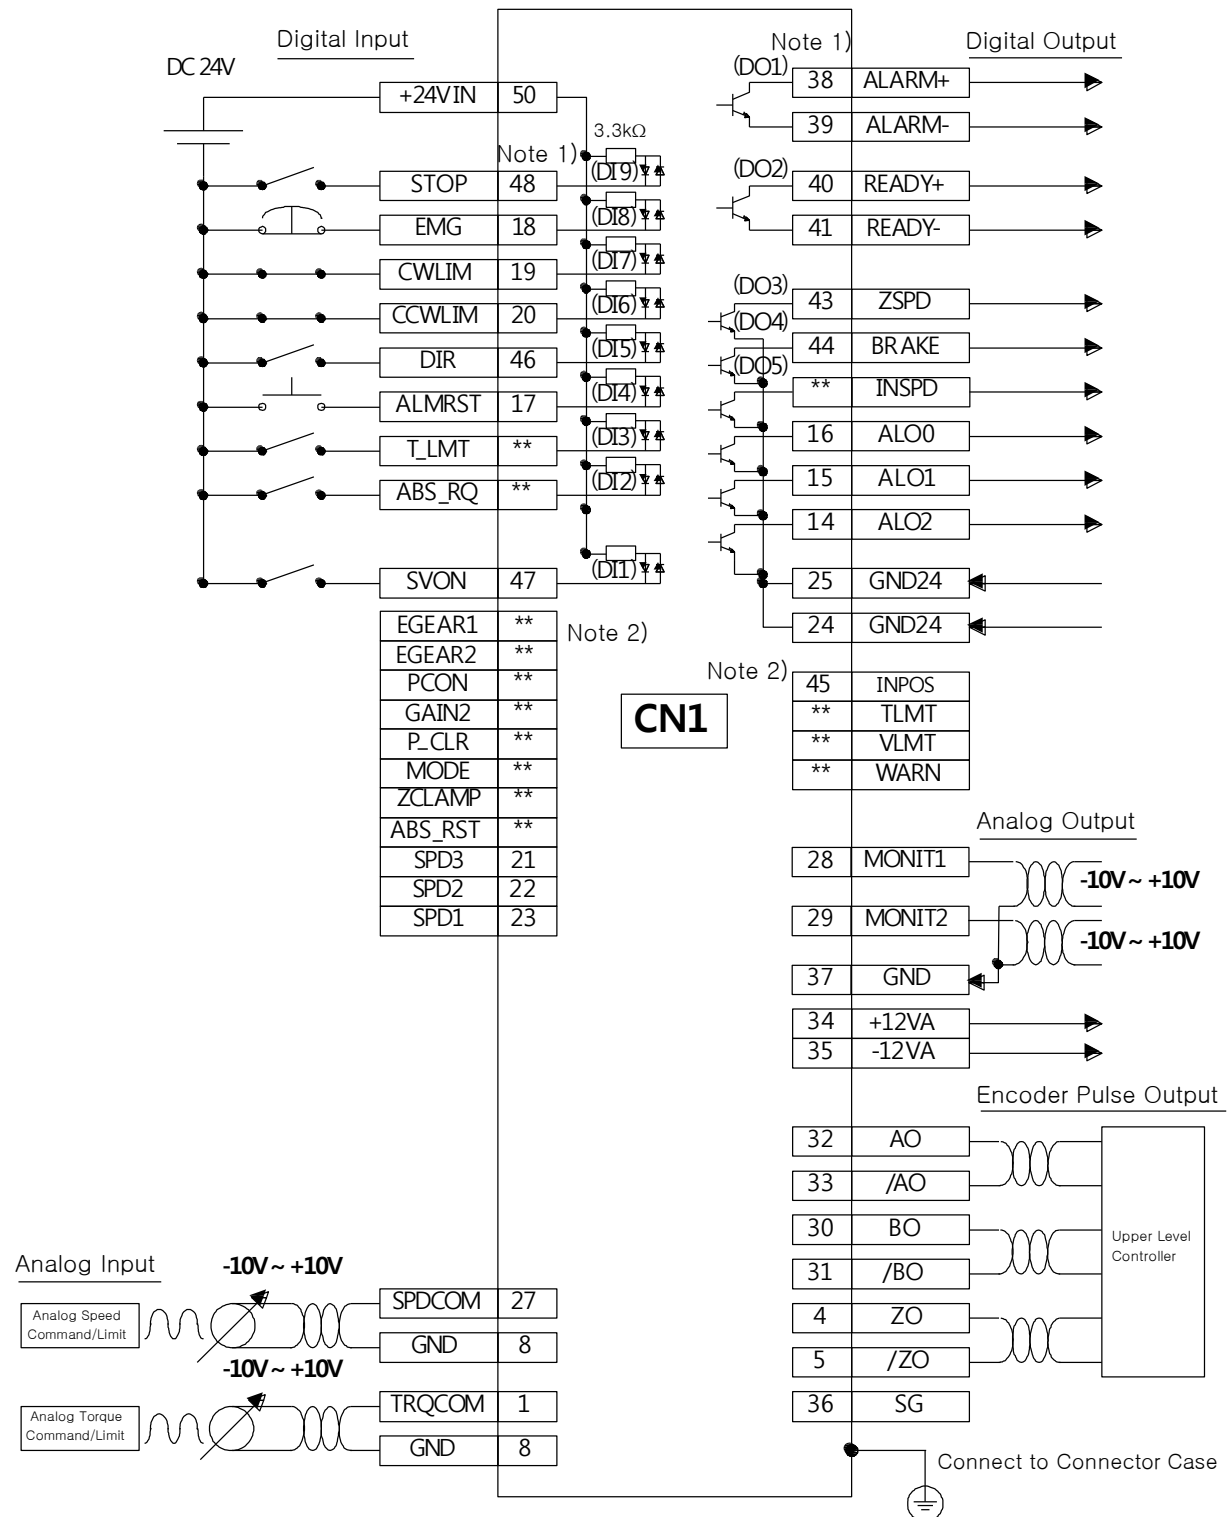 Digital Input
DC 24V
+24VIN 50
3.3kΩ
Note 1)
STOP 48 (DI9)
EMG 18 (DI8)
CWLIM 19 (DI7)
CCWLIM 20 (DI6)
DIR 46 (DI5)
ALMRST 17 (DI4)
T_LMT ** (DI3)
ABS_RQ ** (DI2)
SVON 47 (DI1)
EGEAR1 **
Note 2)
EGEAR2 **
PCON **
GAIN2 **
P_CLR **
MODE **
ZCLAMP **
ABS_RST **
SPD3 21
SPD2 22
SPD1 23
CN1
Note 1)
Digital Output
(DO1) 38 ALARM+
39 ALARM-
(DO2) 40 READY+
41 READY-
(DO3) 43 ZSPD
(DO4) 44 BRAKE
(DO5) ** INSPD
16 ALO0
15 ALO1
14 ALO2
25 GND24
24 GND24
Note 2)
45 INPOS
** TLMT
** VLMT
** WARN
Analog Output
28 MONIT1
-10V ~ +10V
29 MONIT2
-10V ~ +10V
37 GND
34 +12VA
35 -12VA
Encoder Pulse Output
32 AO
33 /AO
30 BO
31 /BO
4 ZO
5 /ZO
36 SG
Upper Level
Controller
Connect to Connector Case
Analog Input
-10V ~ +10V
Analog Speed
Command/Limit
SPDCOM 27
GND 8
-10V ~ +10V
Analog Torque
Command/Limit
TRQCOM 1
GND 8